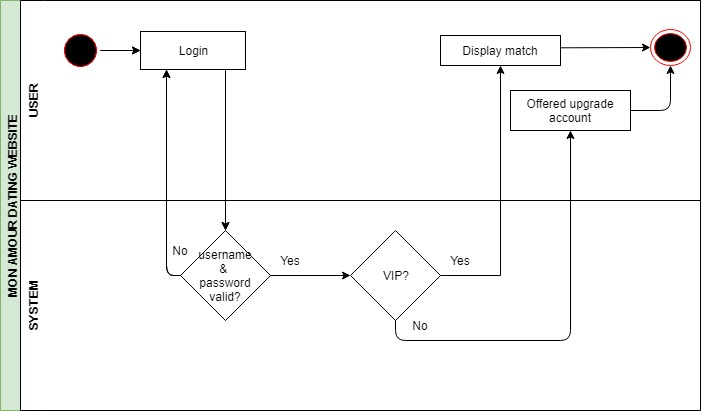 MON AMOUR DATING WEBSITE
USER
Login
Display match
Offered upgrade
account
SYSTEM
No
username
&
password
valid?
Yes
VIP?
Yes
No